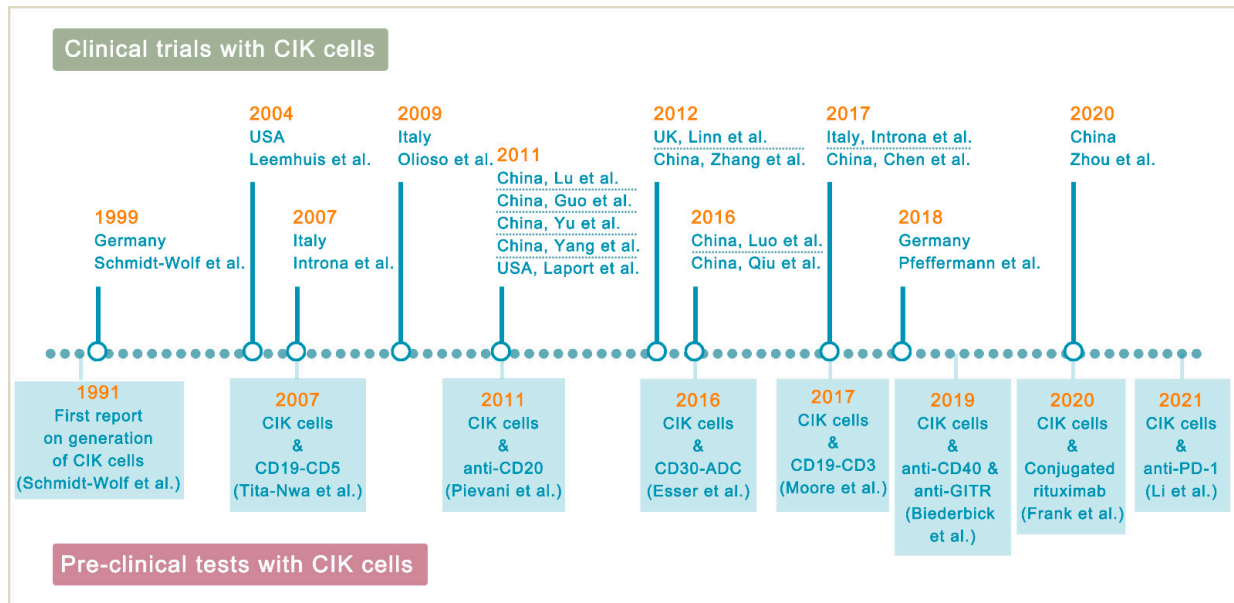 Clinical trials with CIK cells
1999
Germany
Schmidt-Wolf et al.
2004
USA
Leemhuis et al.
2007
Italy
Introna et al.
2009
Italy
Olioso et al.
2011
China, Lu et al.
China, Guo et al.
China, Yu et al.
China, Yang et al.
USA, Laport et al.
2012
UK, Linn et al.
China, Zhang et al.
2016
China, Luo et al.
China, Qiu et al.
2017
Italy, Introna et al.
China, Chen et al.
2018
Germany
Pfeffermann et al.
2020
China
Zhou et al.
1991
First report
on generation
of CIK cells
(Schmidt-Wolf et al.)
2007
CIK cells
&
CD19-CD5
(Tita-Nwa et al.)
2011
CIK cells
&
anti-CD20
(Pievani et al.)
2016
CIK cells
&
CD30-ADC
(Esser et al.)
2017
CIK cells
&
CD19-CD3
(Moore et al.)
2019
CIK cells
&
anti-CD40 &
anti-GITR
(Biederbick
et al.)
2020
CIK cells
&
Conjugated
rituximab
(Frank et al.)
2021
CIK cells
&
anti-PD-1
(Li et al.)
Pre-clinical tests with CIK cells